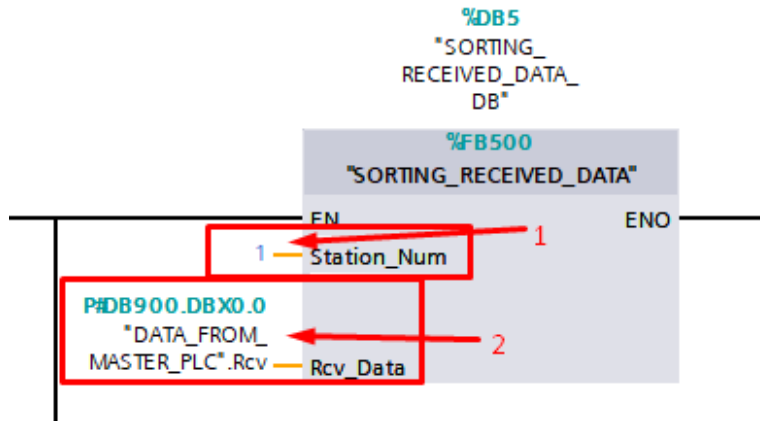 %DB5
"SORTING_
RECEIVED_DATA_
DB"
%FB500
"SORTING_RECEIVED_DATA"
EN
ENO
1
1
Station_Num
P#DB900.DBX0.0
"DATA_FROM_
MASTER_PLC".Rcv
2
Rcv_Data